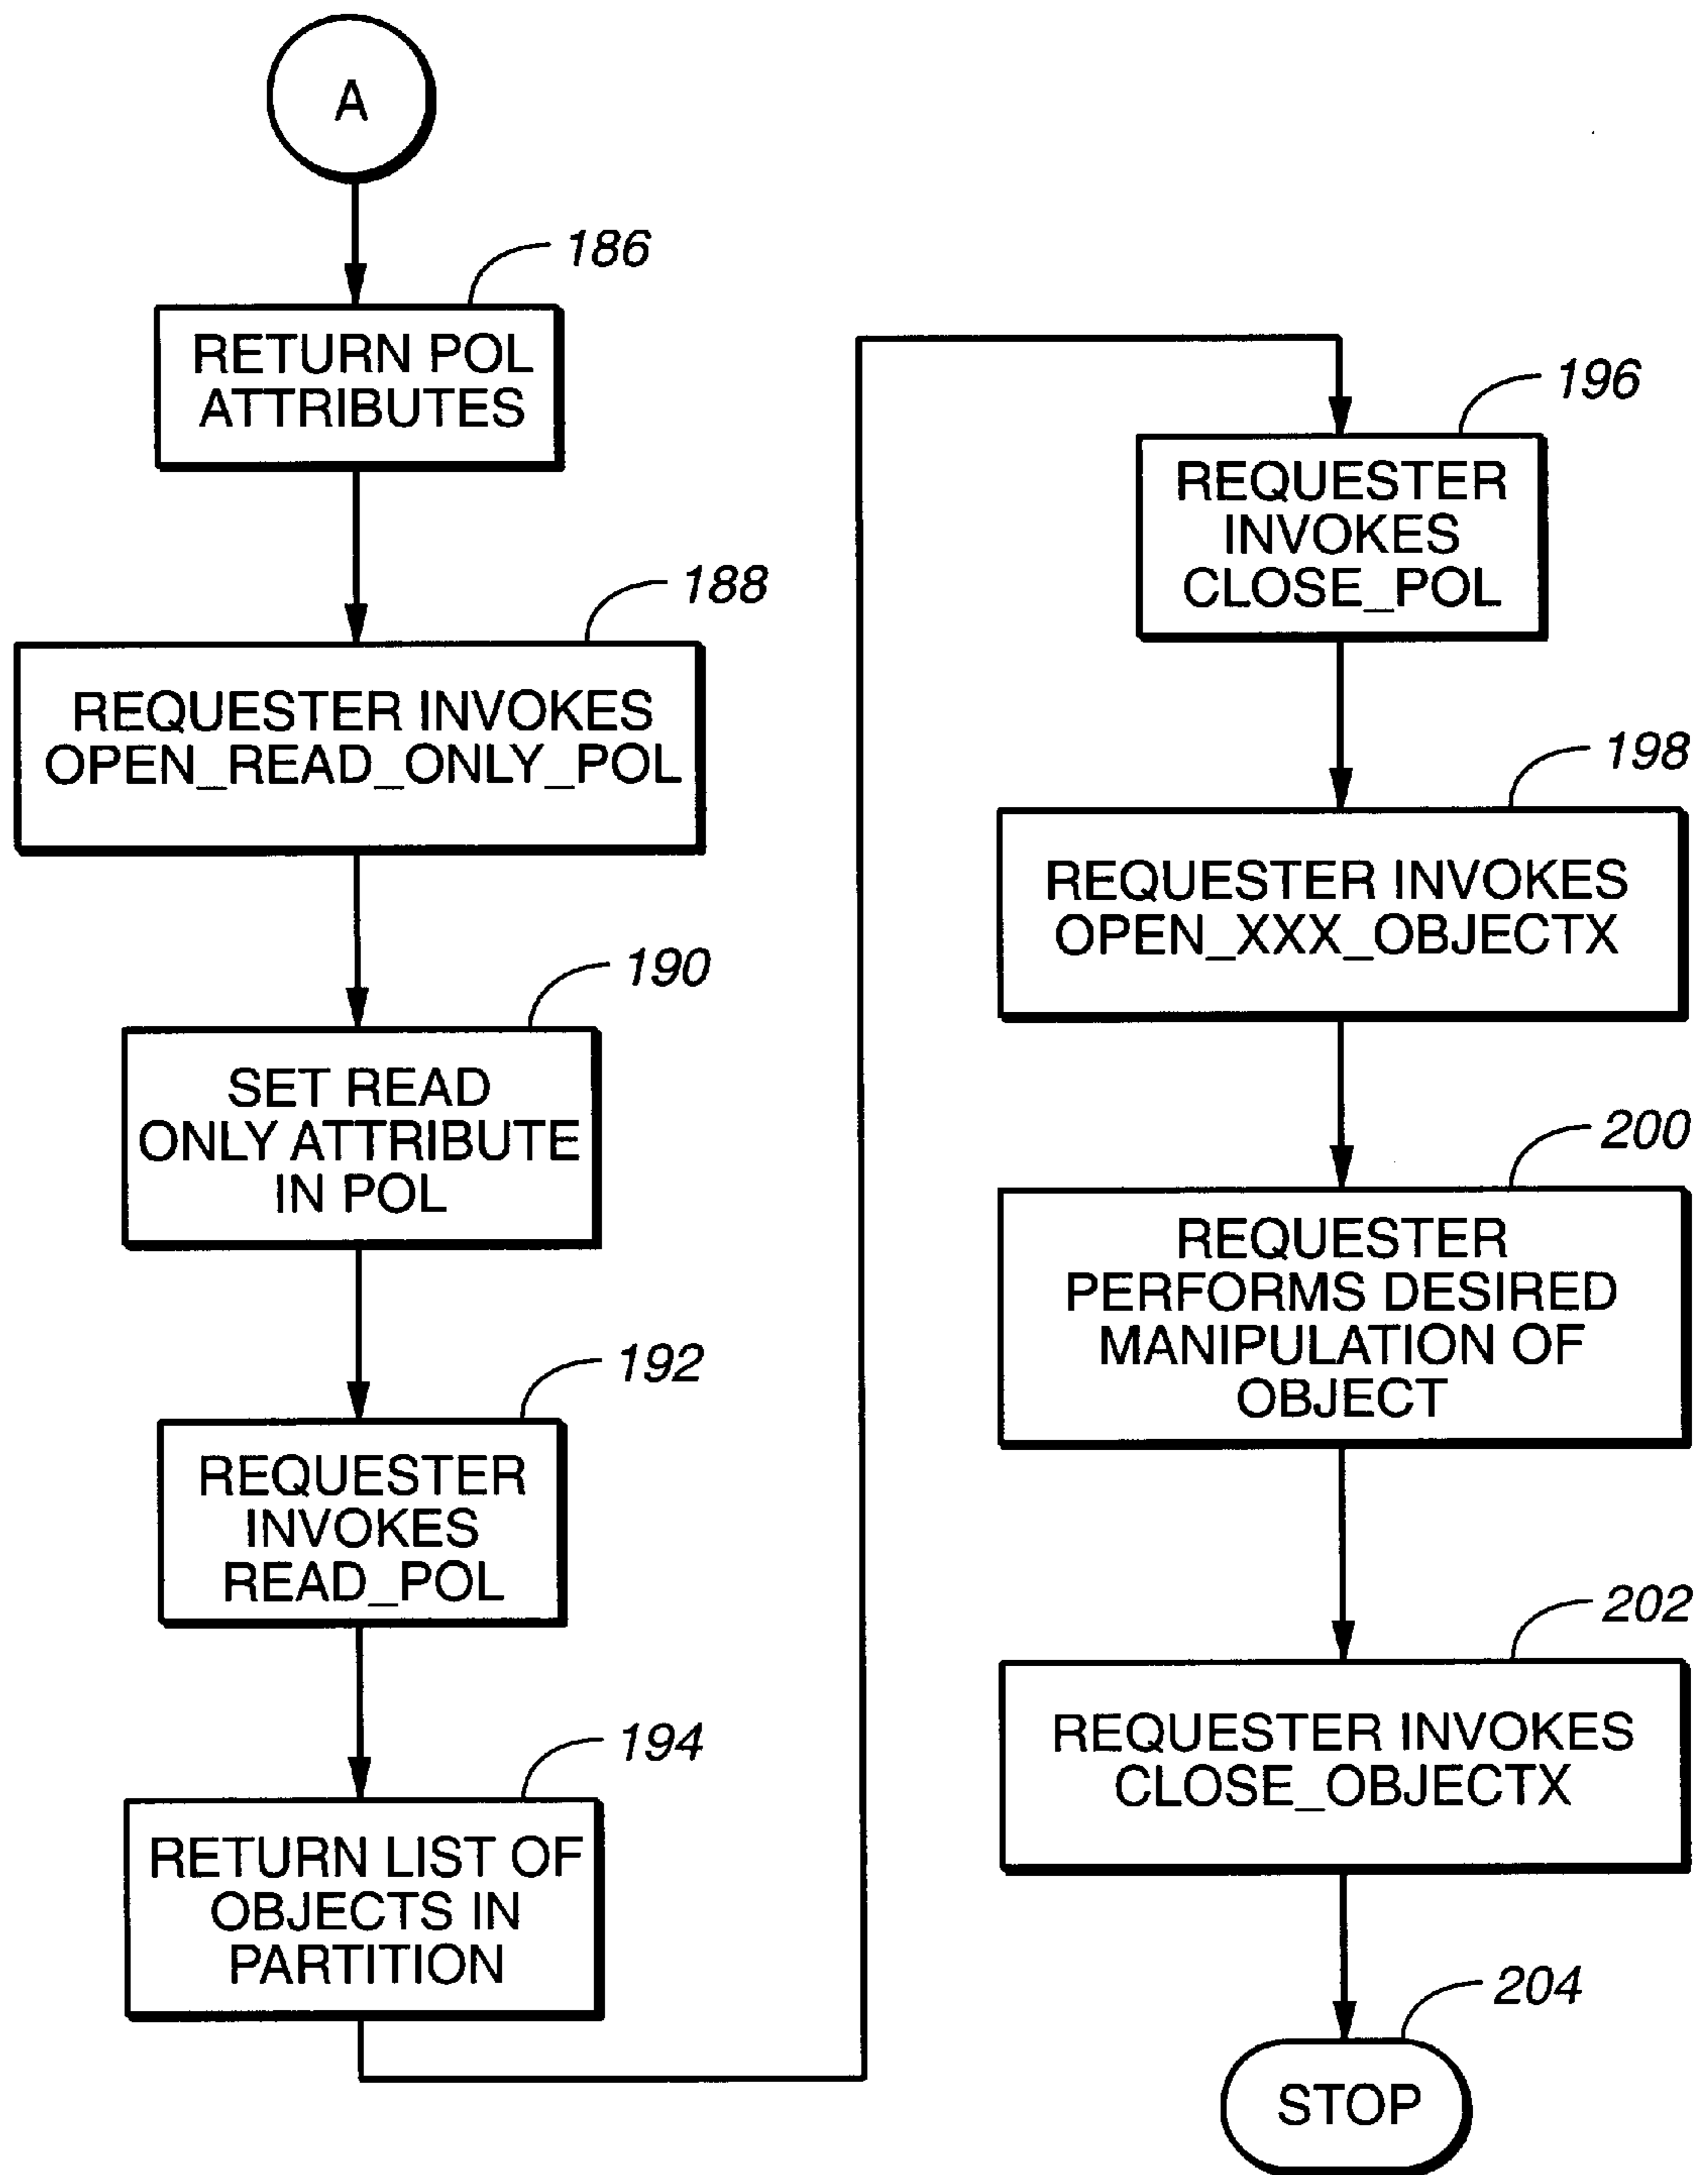 A
186
RETURN POL
ATTRIBUTES
188
REQUESTER INVOKES
OPEN_READ_ONLY_POL
190
SET READ
ONLY ATTRIBUTE
IN POL
192
REQUESTER
INVOKES
READ_POL
194
RETURN LIST OF
OBJECTS IN
PARTITION
196
REQUESTER
INVOKES
CLOSE_POL
198
REQUESTER INVOKES
OPEN_XXX_OBJECTX
200
REQUESTER
PERFORMS DESIRED
MANIPULATION OF
OBJECT
202
REQUESTER INVOKES
CLOSE_OBJECTX
204
STOP